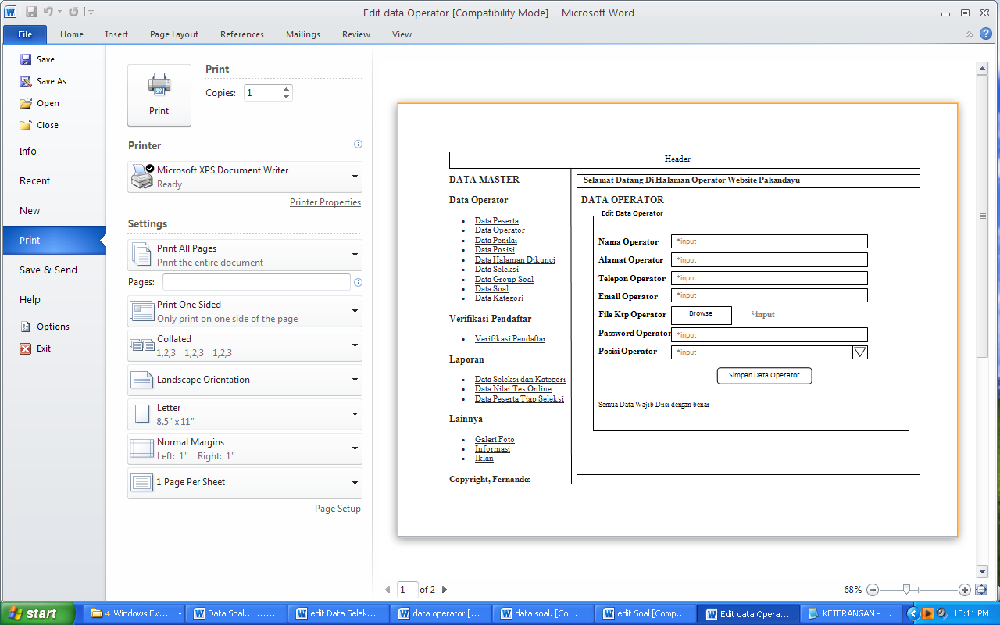 Edit data Operator [Compatibility Mode] - Microsoft Word
File Home Insert Page Layout References Mailings Review View
Save
Save As
Open
Close
Info
Recent
New
Print
Save & Send
Help
Options
Exit
Print
Print
Copies: 1
Printer
Microsoft XPS Document Writer
Ready
Printer Properties
Settings
Print All Pages
Print the entire document
Pages:
Print One Sided
Only print on one side of the page
Collated
1,2,3 1,2,3 1,2,3
Landscape Orientation
Letter
8.5" x 11"
Normal Margins
Left: 1" Right: 1"
1 Page Per Sheet
Page Setup
Header
DATA MASTER
Data Operator
Data Peserta
Data Operator
Data Penilai
Data Posisi
Data Halaman Dikunci
Data Seleksi
Data Group Soal
Data Soal
Data Kategori
Verifikasi Pendaftar
Verifikasi Pendaftar
Laporan
Data Seleksi dan Kategori
Data Nilai Tes Online
Data Peserta Tiap Seleksi
Lainnya
Galeri Foto
Informasi
Iklan
Copyright, Fernandes
Selamat Datang Di Halaman Operator Website Pakandayu
DATA OPERATOR
Edit Data Operator
Nama Operator *input
Alamat Operator *input
Telepon Operator *input
Email Operator *input
File Ktp Operator Browse *input
Password Operator *input
Posisi Operator *input
Simpan Data Operator
Semua Data Wajib Diisi dengan benar
1 of 2
68%
start
4 Windows Ex...
Data Soal..........
edit Data Selek...
data operator [...
data soal. [Co...
edit Soal [Comp...
Edit data Opera...
KETERANGAN - ...
10:11 PM